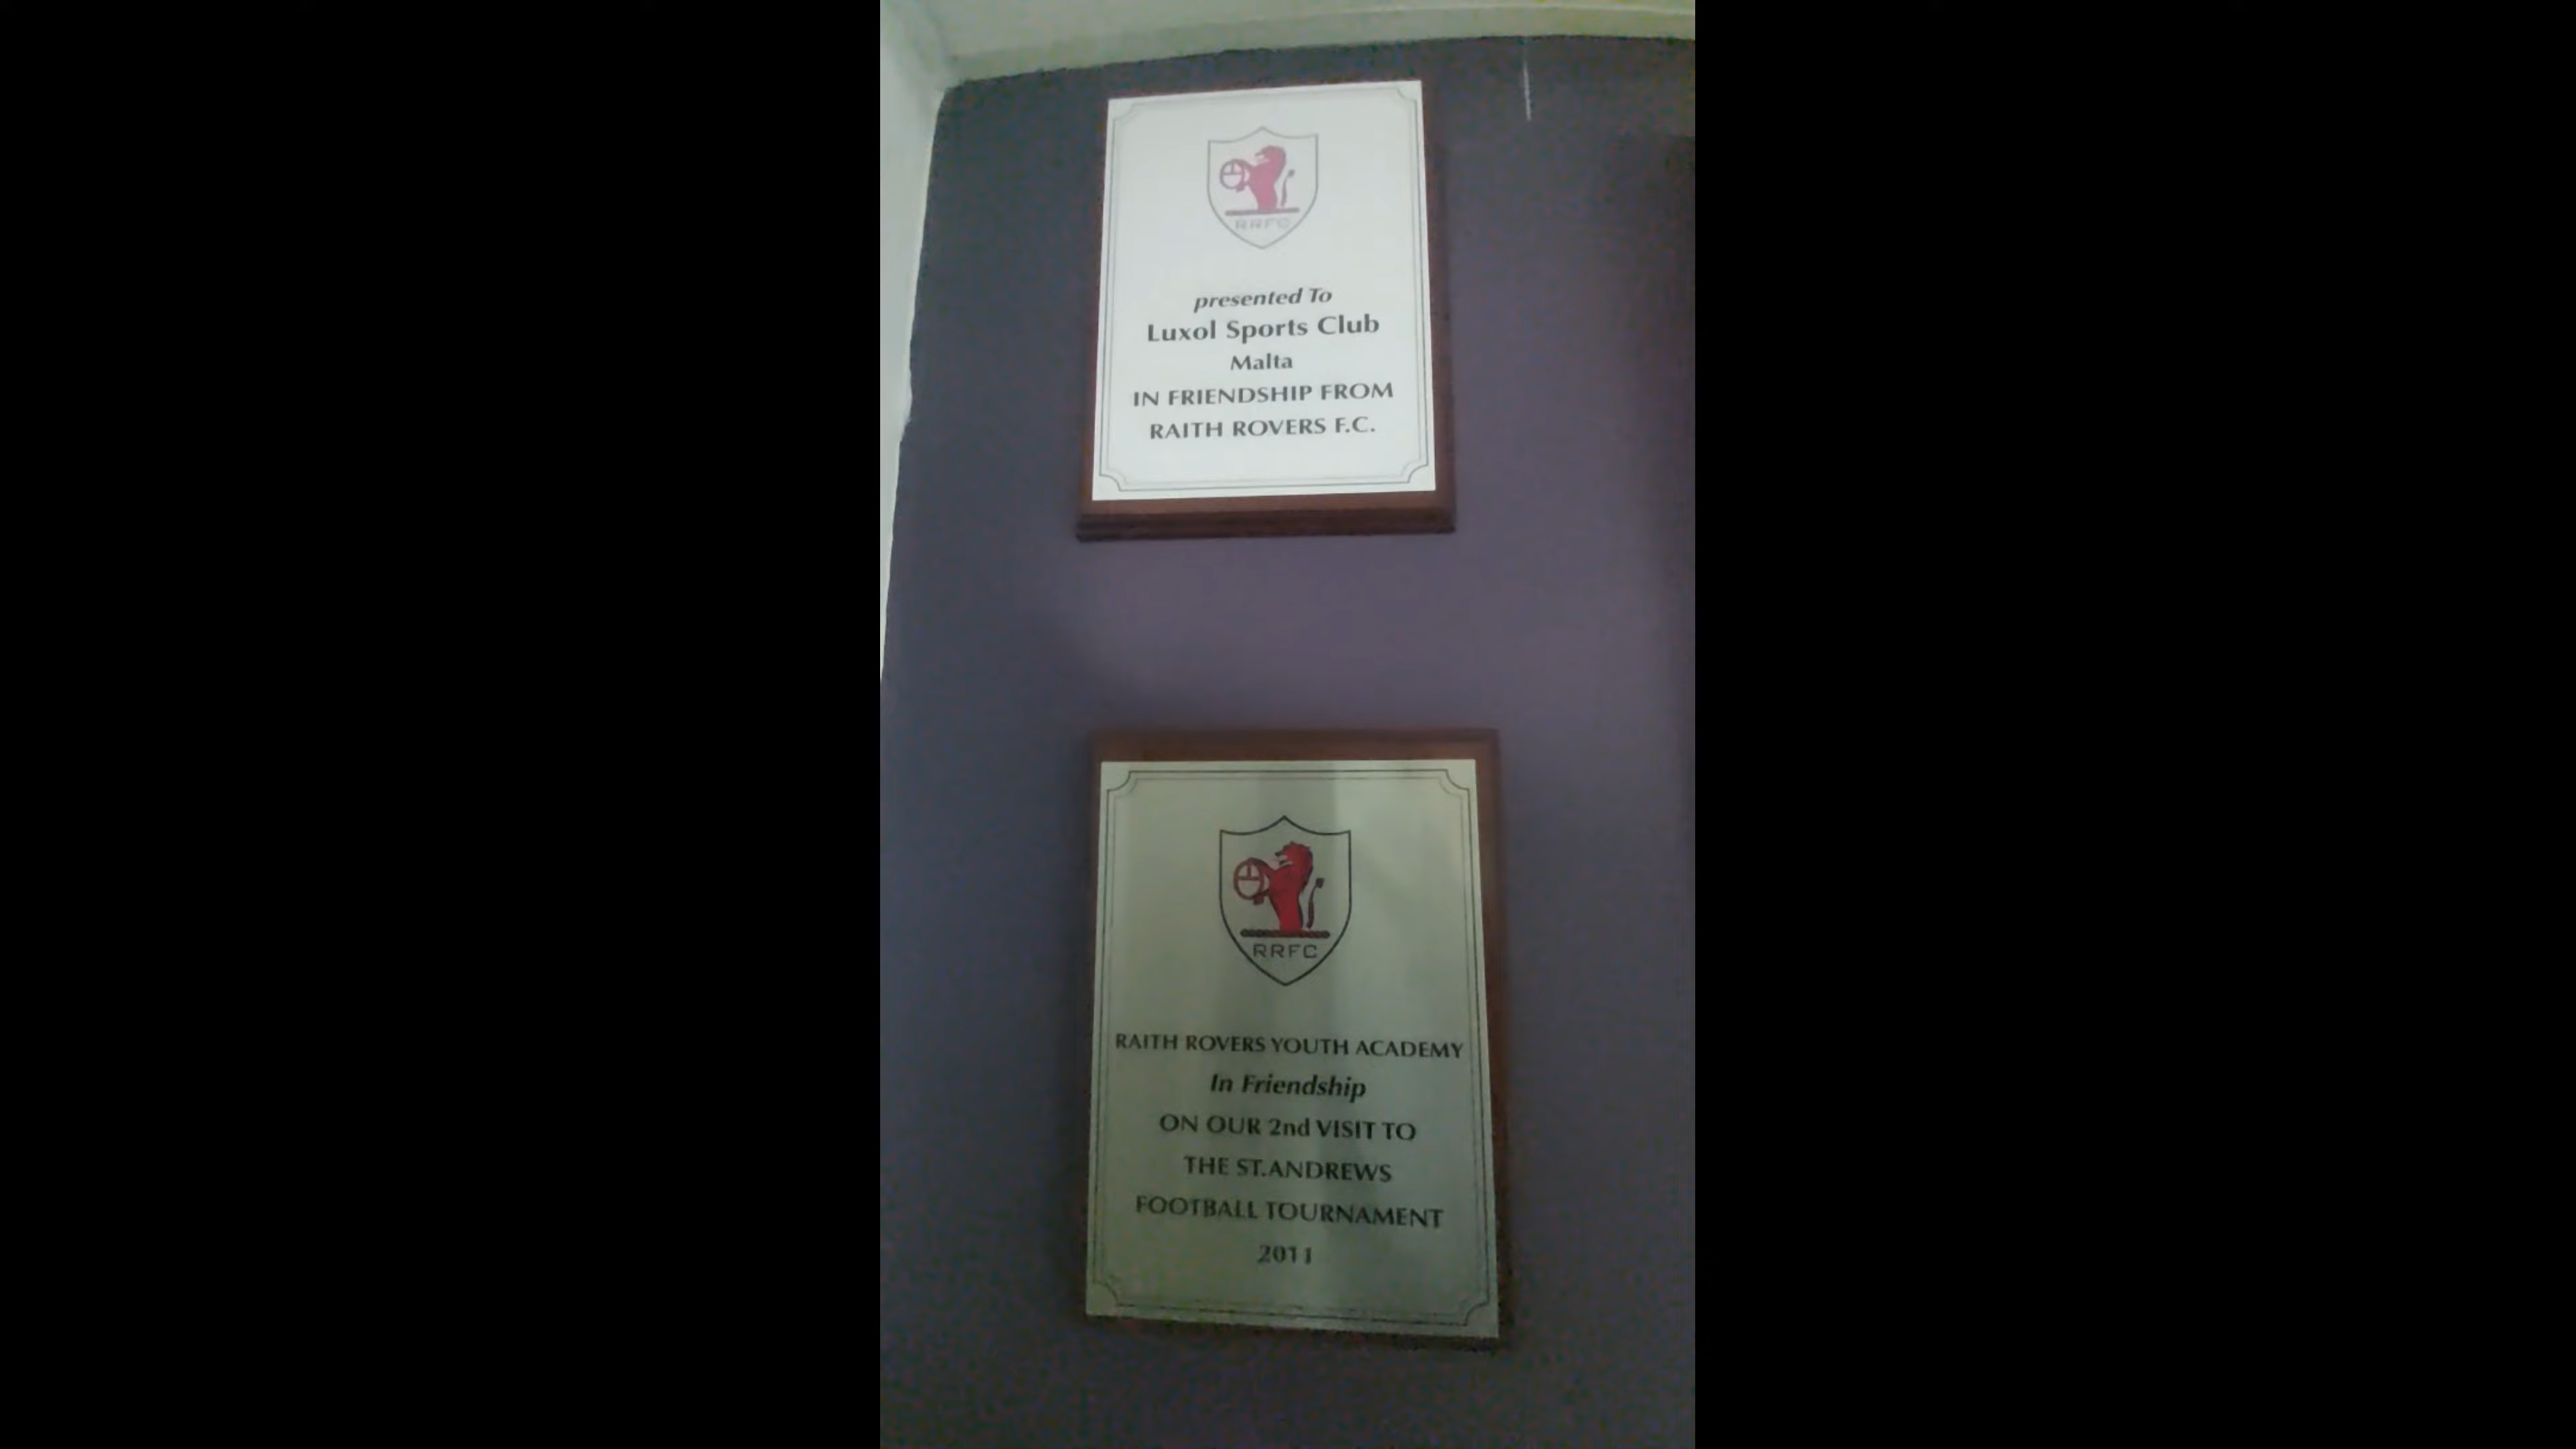 RRFC
presented To
Luxol Sports Club
Malta
IN FRIENDSHIP FROM
RAITH ROVERS F.C.
RRFC
RAITH ROVERS YOUTH ACADEMY
In Friendship
ON OUR 2nd VISIT TO
THE ST.ANDREWS
FOOTBALL TOURNAMENT
2011